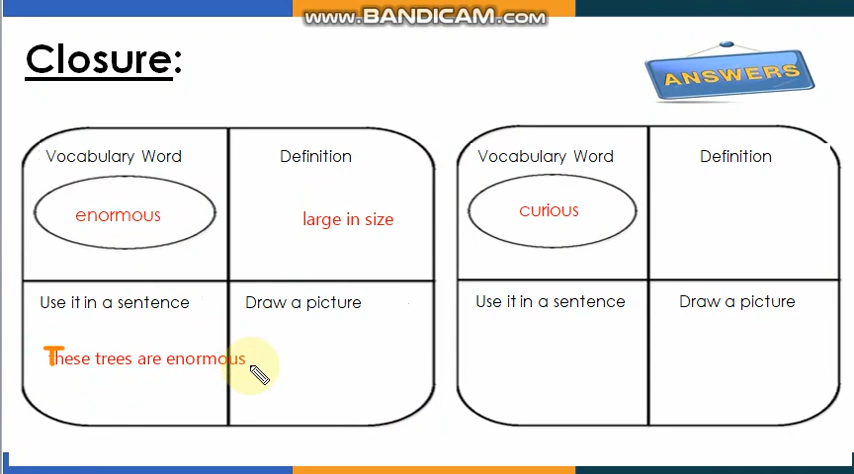 www.BANDICAM.com
Closure:
ANSWERS
Vocabulary Word
Definition
enormous
large in size
Use it in a sentence
Draw a picture
These trees are enormous
Vocabulary Word
Definition
curious
Use it in a sentence
Draw a picture